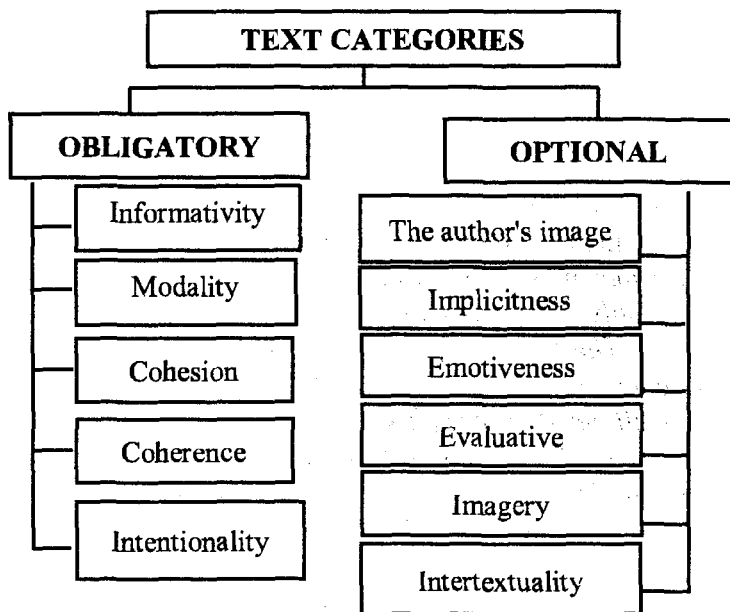 TEXT CATEGORIES
OBLIGATORY
Informativity
Modality
Cohesion
Coherence
Intentionality
OPTIONAL
The author's image
Implicitness
Emotiveness
Evaluative
Imagery
Intertextuality